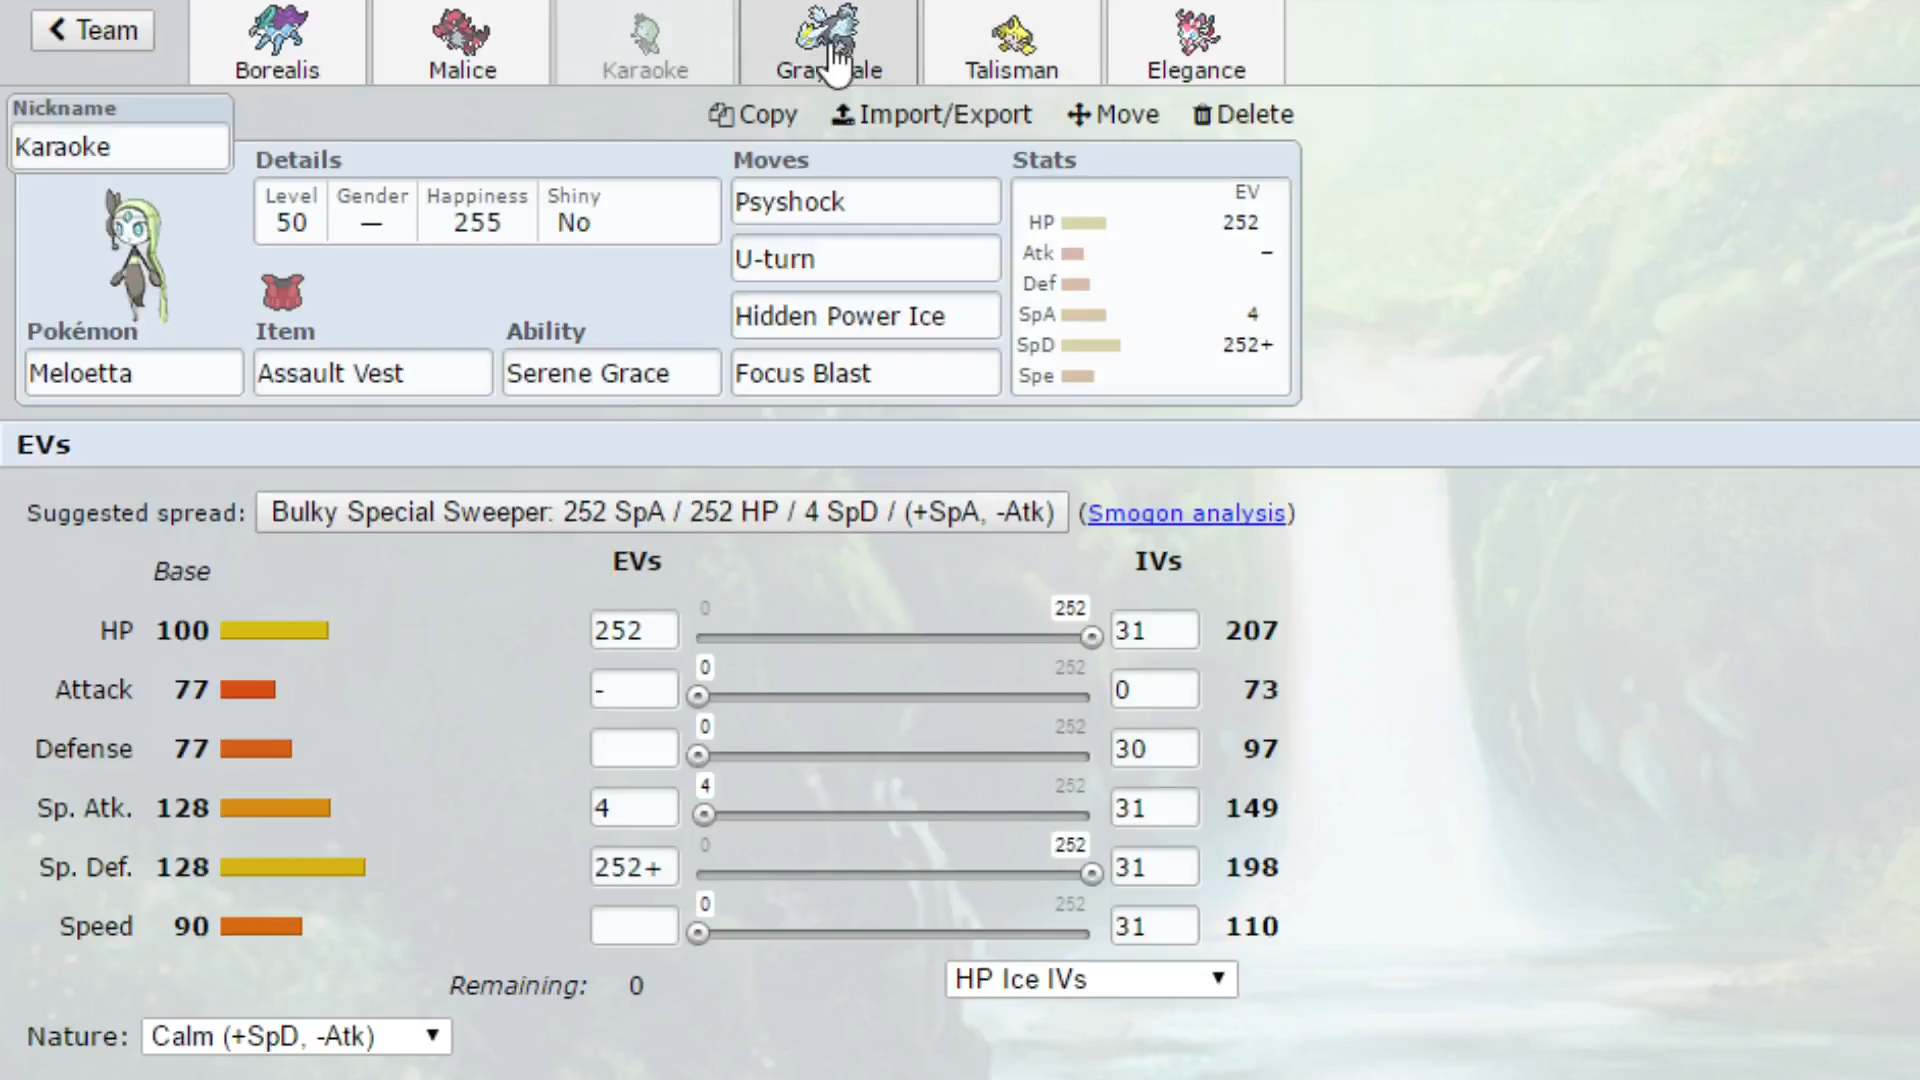 Team
Borealis
Malice
Karaoke
Talisman
Elegance
Nickname
Karaoke
Copy
Import/Export
Move
Delete
Details
Level
50
Gender
—
Happiness
255
Shiny
No
Pokémon
Meloetta
Item
Assault Vest
Ability
Serene Grace
Moves
Psyshock
U-turn
Hidden Power Ice
Focus Blast
Stats
EV
HP 252
Atk –
Def
SpA 4
SpD 252+
Spe
EVs
Suggested spread: Bulky Special Sweeper: 252 SpA / 252 HP / 4 SpD / (+SpA, -Atk) (Smogon analysis)
Base EVs IVs
0 252
HP 100 252 31 207
0 252
Attack 77 - 0 73
0 252
Defense 77 30 97
4 252
Sp. Atk. 128 4 31 149
0 252
Sp. Def. 128 252+ 31 198
0 252
Speed 90 31 110
Remaining: 0 HP Ice IVs
Nature: Calm (+SpD, -Atk)